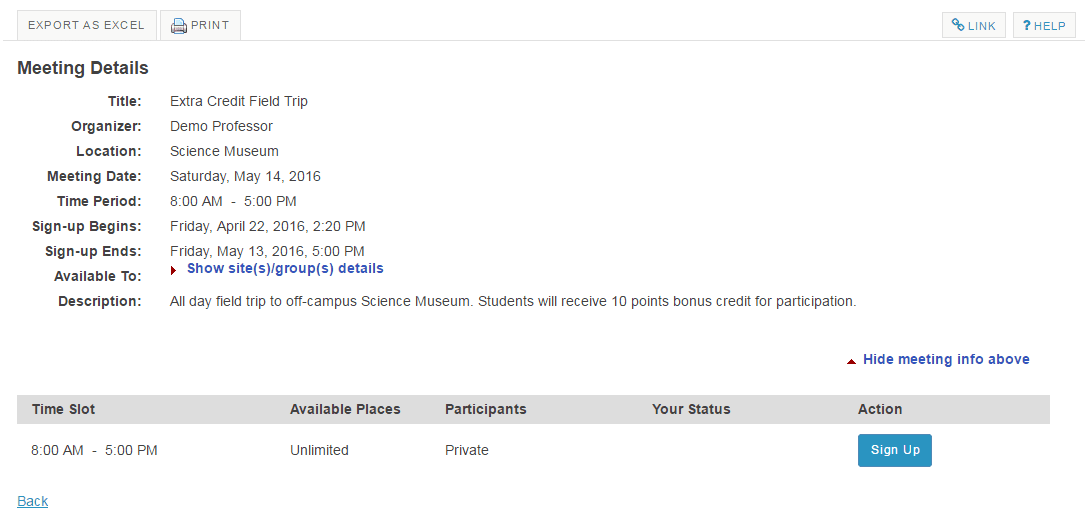 EXPORT AS EXCEL PRINT LINK ? HELP
Meeting Details
Title: Extra Credit Field Trip
Organizer: Demo Professor
Location: Science Museum
Meeting Date: Saturday, May 14, 2016
Time Period: 8:00 AM - 5:00 PM
Sign-up Begins: Friday, April 22, 2016, 2:20 PM
Sign-up Ends: Friday, May 13, 2016, 5:00 PM
Available To: Show site(s)/group(s) details
Description: All day field trip to off-campus Science Museum. Students will receive 10 points bonus credit for participation.
Hide meeting info above
Time Slot Available Places Participants Your Status Action
8:00 AM - 5:00 PM Unlimited Private Sign Up
Back